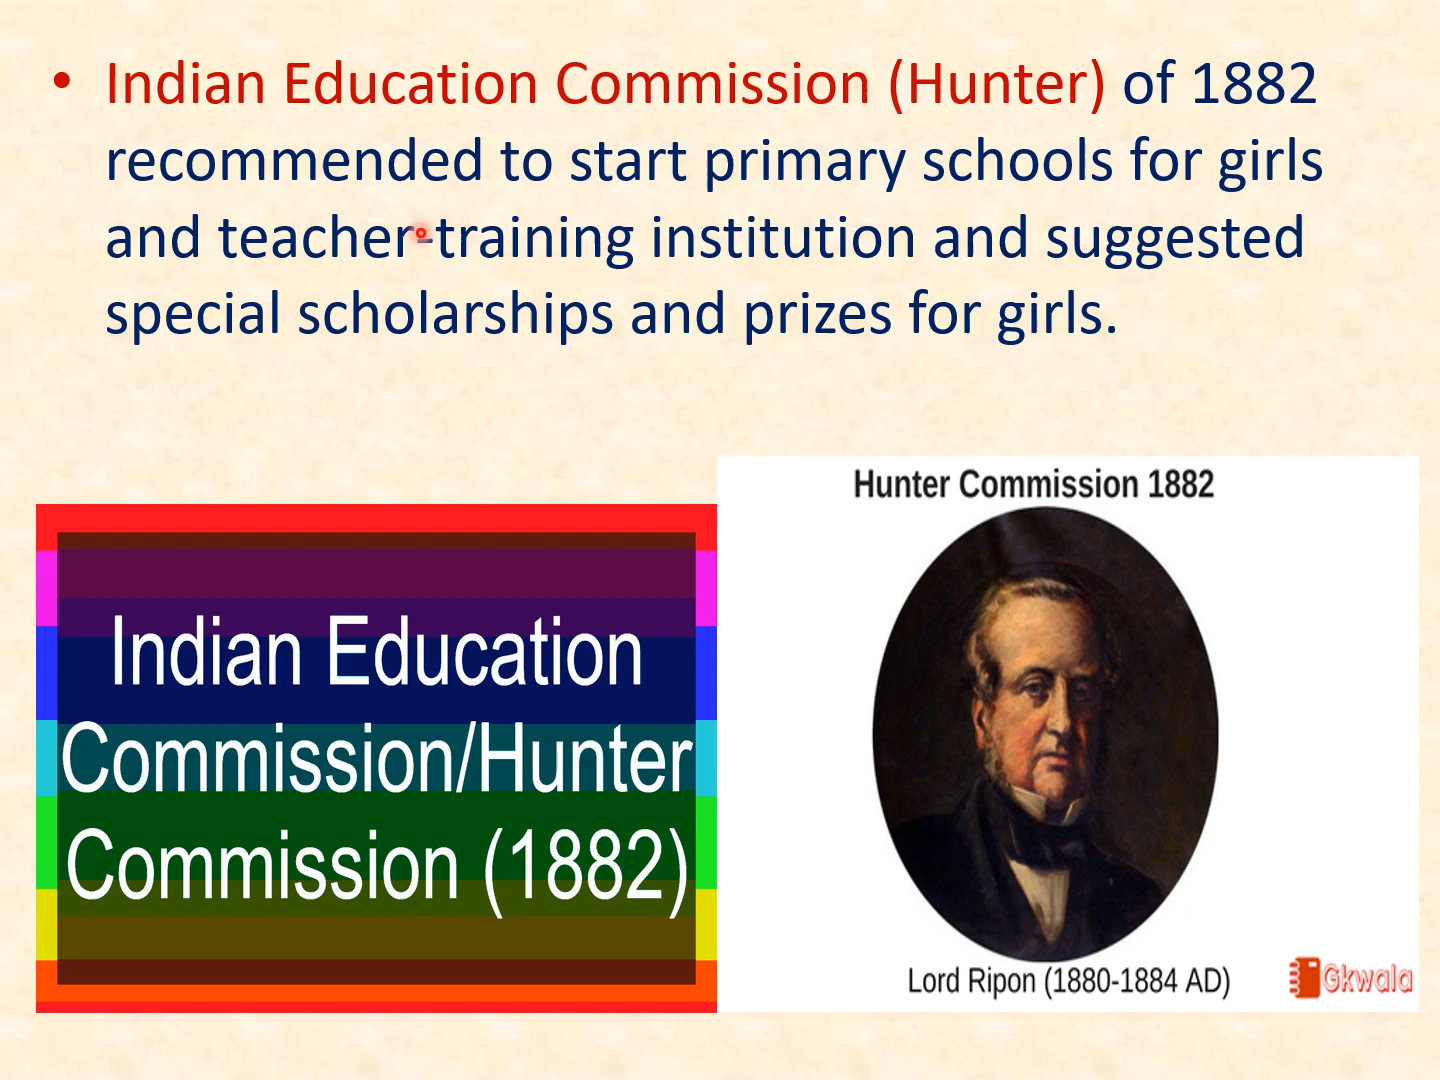 • Indian Education Commission (Hunter) of 1882
recommended to start primary schools for girls
and teacher-training institution and suggested
special scholarships and prizes for girls.
Indian Education
Commission/Hunter
Commission (1882)
Hunter Commission 1882
Lord Ripon (1880-1884 AD)
Gkwala